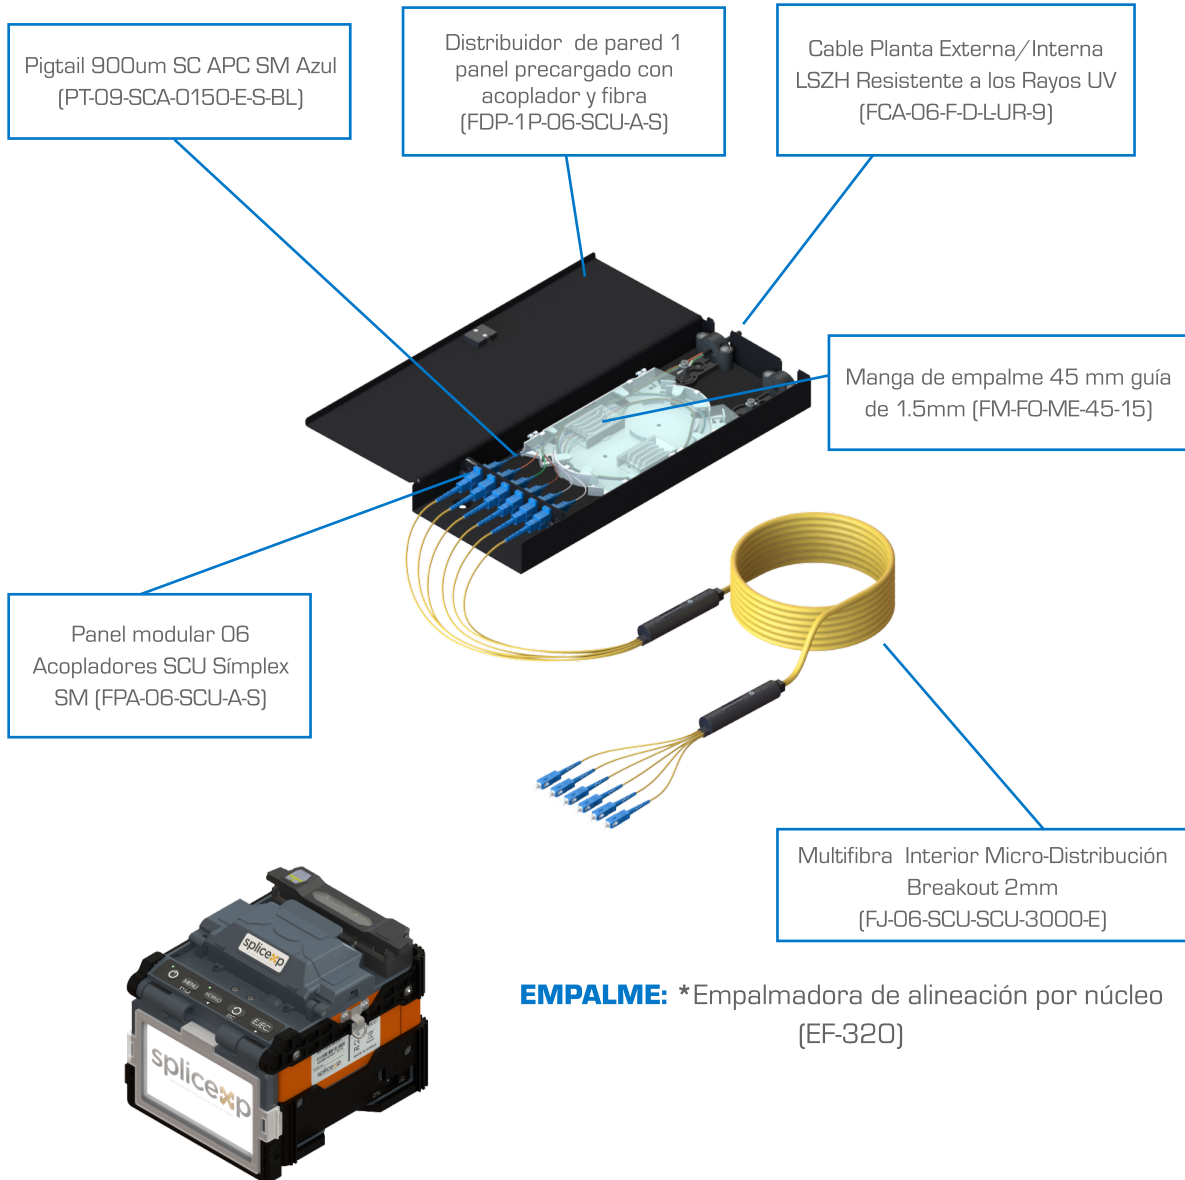 Pigtail 900um SC APC SM Azul
(PT-09-SCA-0150-E-S-BL)
Distribuidor de pared 1
panel precargado con
acoplador y fibra
(FDP-1P-06-SCU-A-S)
Cable Planta Externa/Interna
LSZH Resistente a los Rayos UV
(FCA-06-F-D-L-UR-9)
Manga de empalme 45 mm guía
de 1.5mm (FM-FO-ME-45-15)
Panel modular 06
Acopladores SCU Símplex
SM (FPA-06-SCU-A-S)
Multifibra Interior Micro-Distribución
Breakout 2mm
(FJ-06-SCU-SCU-3000-E)
EMPALME: *Empalmadora de alineación por núcleo
(EF-320)
splicexp
MENU
EJEC
splicexp
splicexp